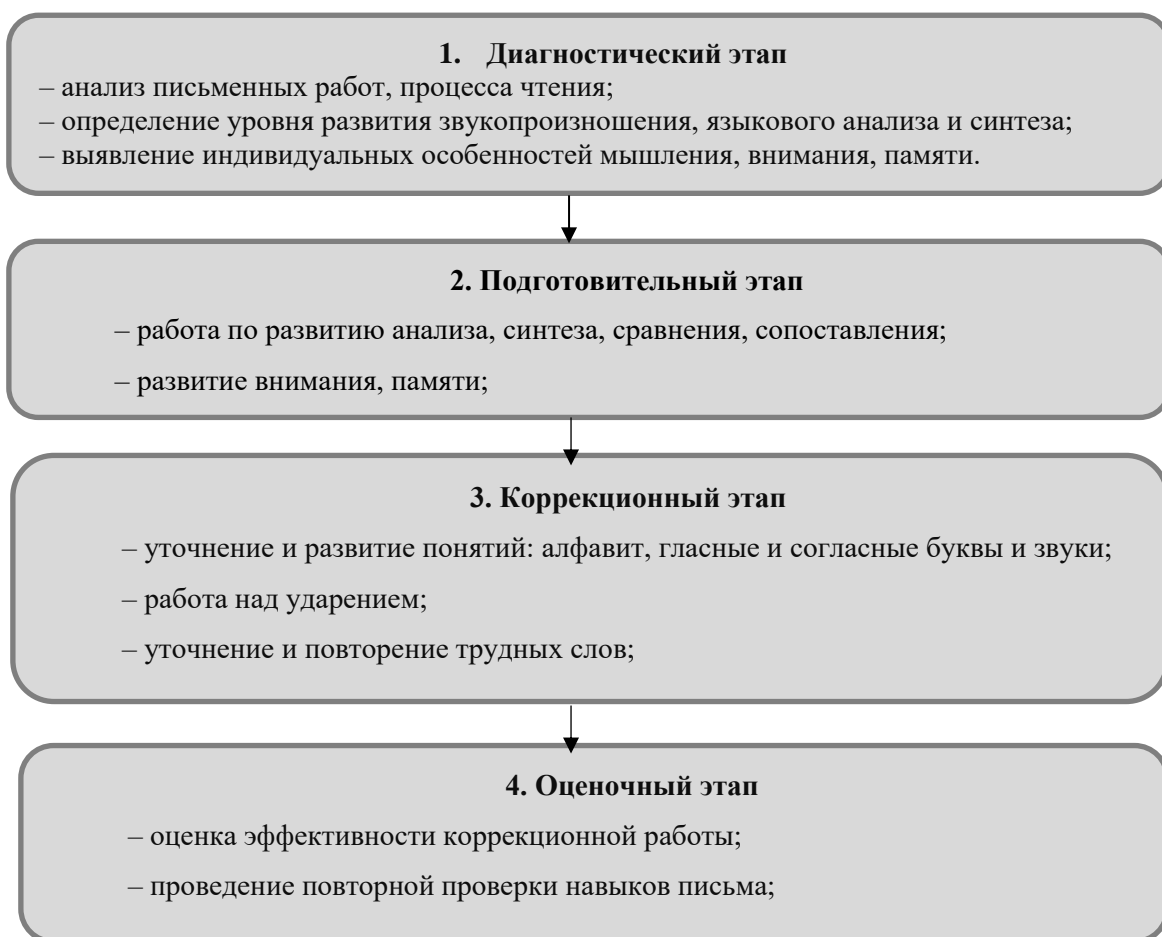 1. Диагностический этап
– анализ письменных работ, процесса чтения;
– определение уровня развития звукопроизношения, языкового анализа и синтеза;
– выявление индивидуальных особенностей мышления, внимания, памяти.
2. Подготовительный этап
– работа по развитию анализа, синтеза, сравнения, сопоставления;
– развитие внимания, памяти;
3. Коррекционный этап
– уточнение и развитие понятий: алфавит, гласные и согласные буквы и звуки;
– работа над ударением;
– уточнение и повторение трудных слов;
4. Оценочный этап
– оценка эффективности коррекционной работы;
– проведение повторной проверки навыков письма;